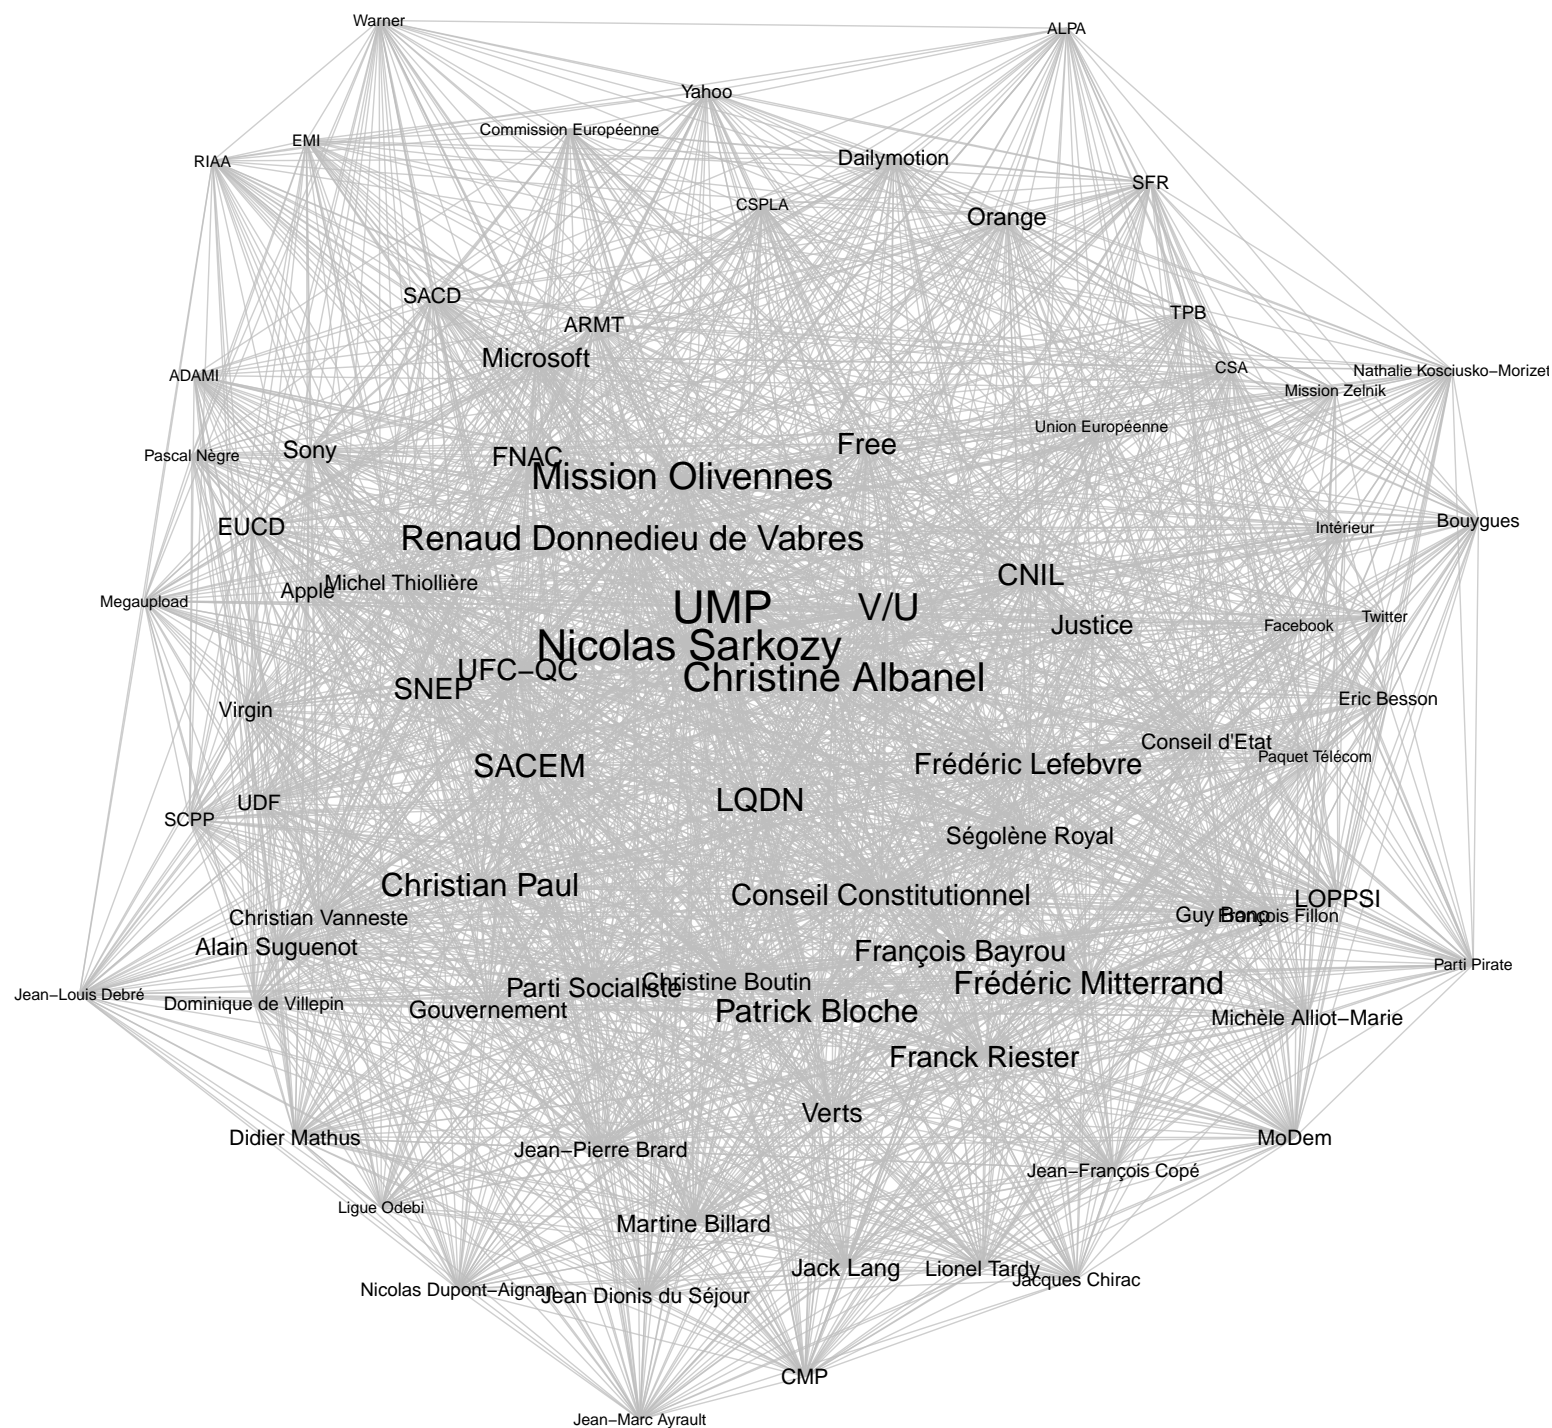 Warner
ALPA
Yahoo
Commission Européenne
EMI
Dailymotion
RIAA
SFR
CSPLA
Orange
SACD
TPB
ARMT
Microsoft
CSA
Nathalie Kosciusko−Morizet
ADAMI
Mission Zelnik
Union Européenne
Free
Sony
Pascal Nègre
FNAC
Mission Olivennes
Bouygues
EUCD
Intérieur
Renaud Donnedieu de Vabres
CNIL
Michel Thiollière
Apple
Megaupload
UMP
V/U
Twitter
Justice
Facebook
Nicolas Sarkozy
UFC−QC
Christine Albanel
SNEP
Eric Besson
Virgin
Conseil d'Etat
Paquet Télécom
Frédéric Lefebvre
SACEM
LQDN
UDF
SCPP
Ségolène Royal
Christian Paul
Conseil Constitutionnel
LOPPSI
Guy Bono
François Fillon
Christian Vanneste
Alain Suguenot
François Bayrou
Parti Pirate
Christine Boutin
Frédéric Mitterrand
Parti Socialiste
Jean−Louis Debré
Dominique de Villepin
Gouvernement
Patrick Bloche
Michèle Alliot−Marie
Franck Riester
Verts
Didier Mathus
MoDem
Jean−Pierre Brard
Jean−François Copé
Ligue Odebi
Martine Billard
Jack Lang
Lionel Tardy
Jacques Chirac
Nicolas Dupont−Aignan
Jean Dionis du Séjour
CMP
Jean−Marc Ayrault